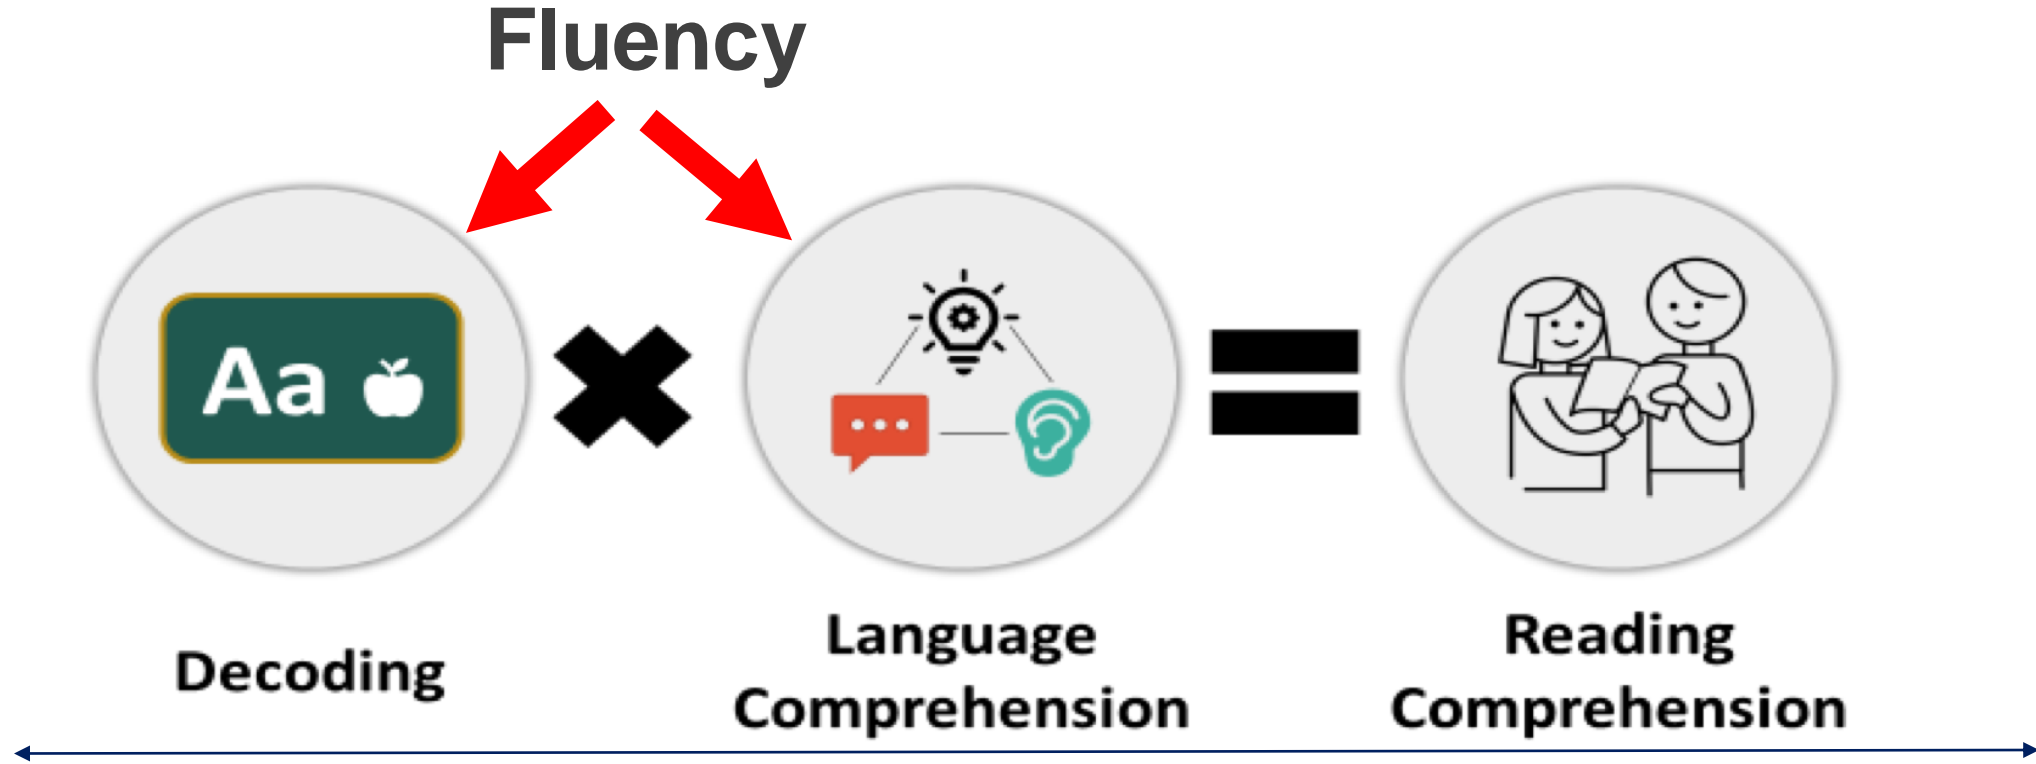 Fluency
Aa
Decoding
Language
Comprehension
Reading
Comprehension